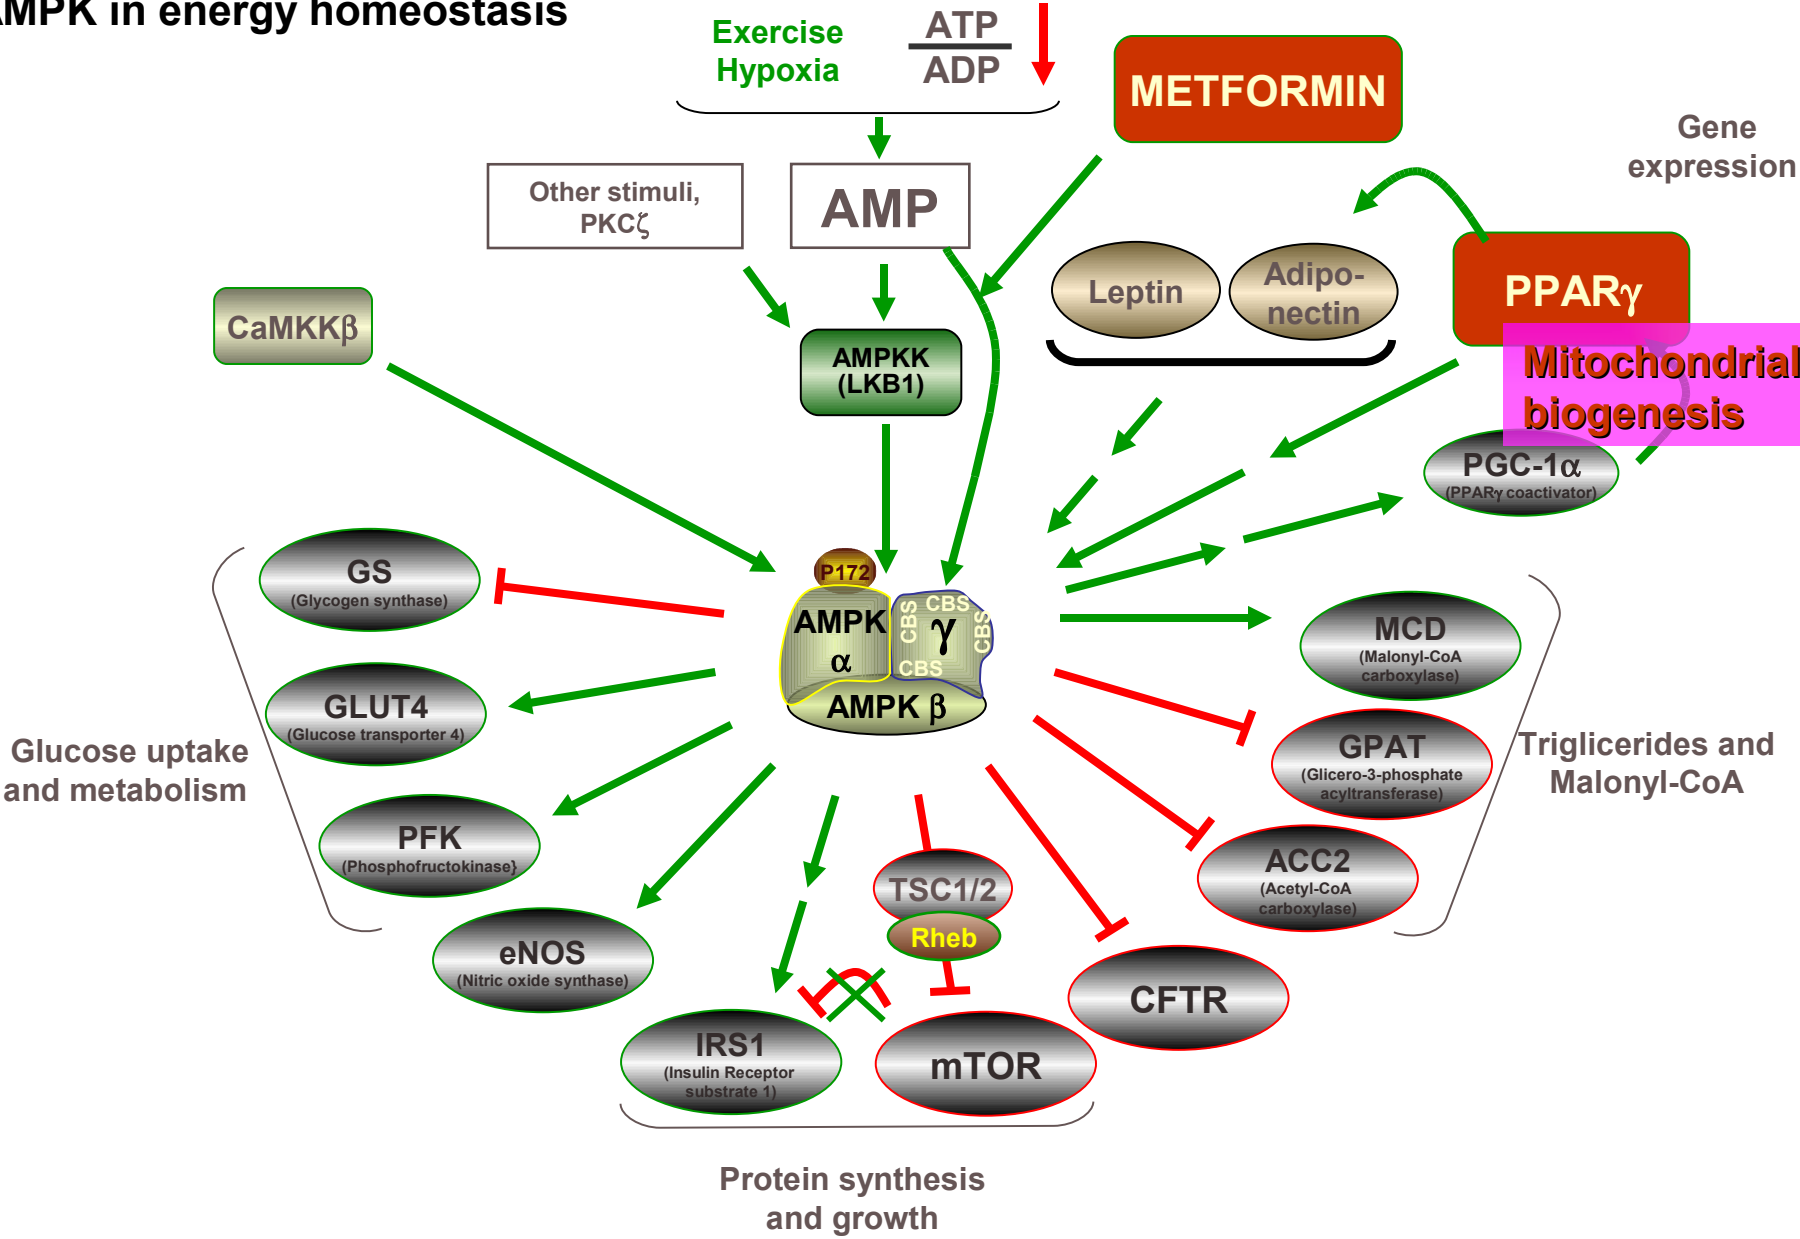 AMPK in energy homeostasis
Exercise
Hypoxia
ATP
ADP
METFORMIN
Gene
expression
Other stimuli,
PKCζ
AMP
Leptin
Adipo-
nectin
PPARγ
CaMKKβ
AMPKK
(LKB1)
Mitochondrial
biogenesis
PGC-1α
(PPARγ coactivator)
P172
GS
(Glycogen synthase)
AMPK
α
CBS
CBS
CBS
CBS
γ
AMPK β
MCD
(Malonyl-CoA
carboxylase)
GLUT4
(Glucose transporter 4)
GPAT
(Glicero-3-phosphate
acyltransferase)
Glucose uptake
and metabolism
Triglicerides and
Malonyl-CoA
PFK
(Phosphofructokinase}
ACC2
(Acetyl-CoA
carboxylase)
TSC1/2
Rheb
eNOS
(Nitric oxide synthase)
CFTR
IRS1
(Insulin Receptor
substrate 1)
mTOR
Protein synthesis
and growth